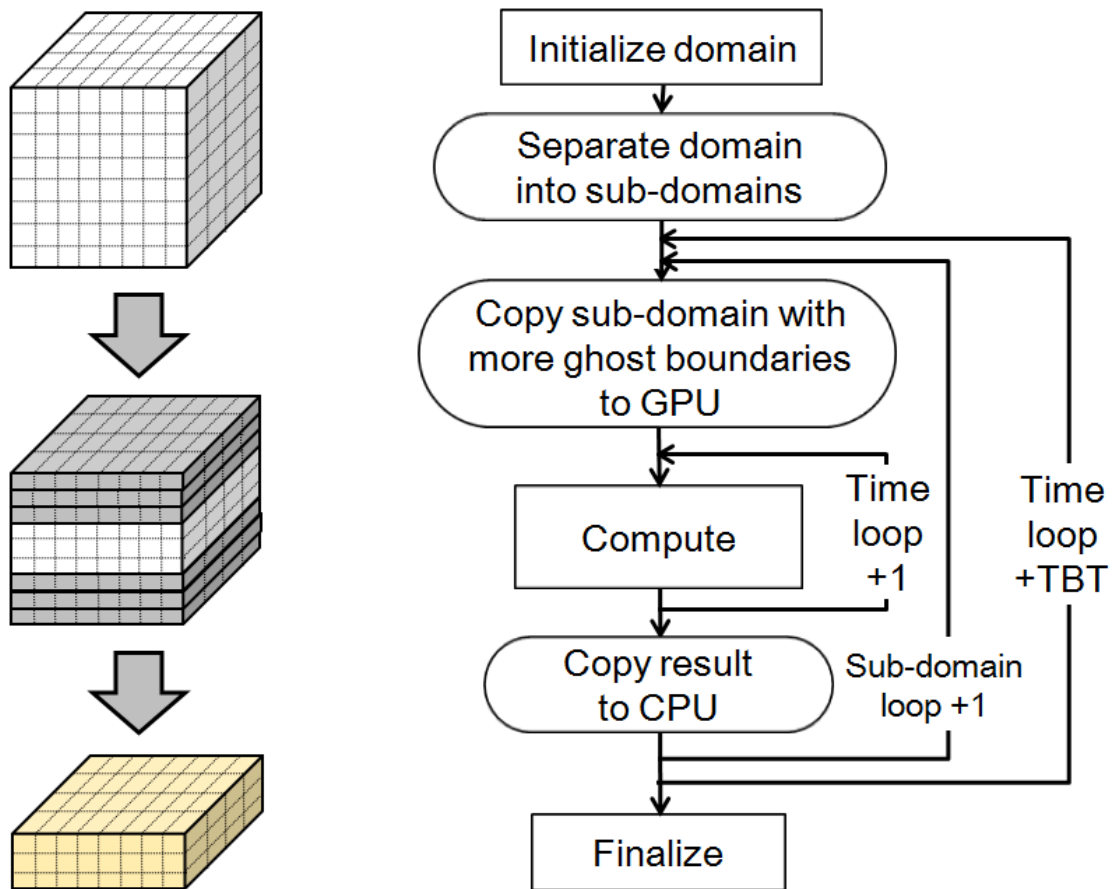 Initialize domain
Separate domain
into sub-domains
Copy sub-domain with
more ghost boundaries
to GPU
Compute
Time
loop
+1
Time
loop
+TBT
Copy result
to CPU
Sub-domain
loop +1
Finalize